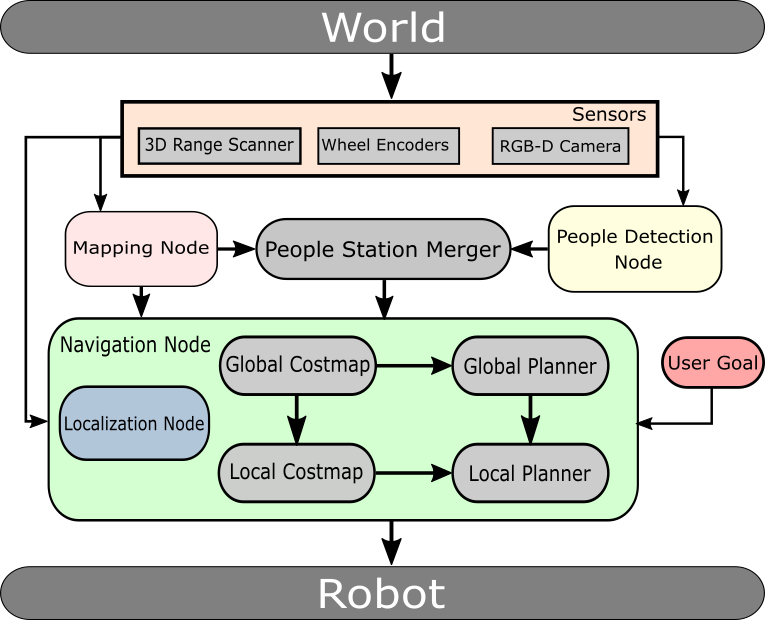 World
Sensors
3D Range Scanner
Wheel Encoders
RGB-D Camera
Mapping Node
People Station Merger
People Detection
Node
Navigation Node
Global Costmap
Global Planner
User Goal
Localization Node
Local Costmap
Local Planner
Robot